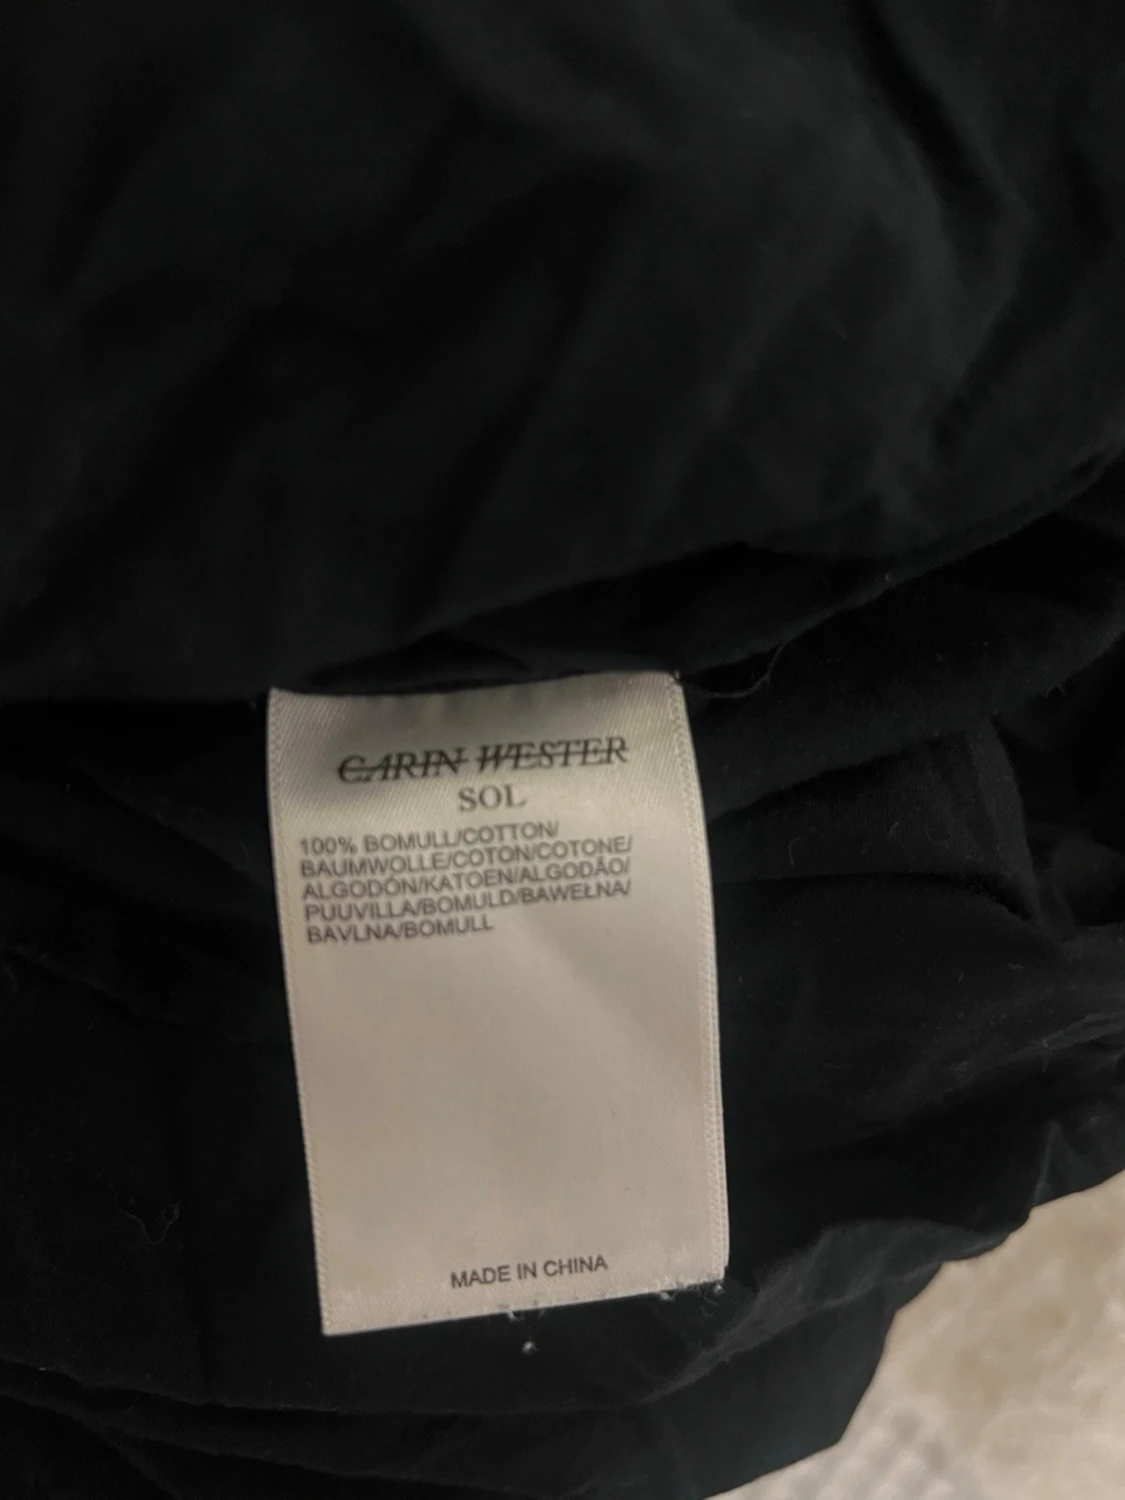 CARIN WESTER
SOL
100% BOMULL/COTTON/
BAUMWOLLE/COTON/COTONE/
ALGODÓN/KATOEN/ALGODÃO/
PUUVILLA/BOMULD/BAWEŁNA/
BAVLNA/BOMULL
MADE IN CHINA